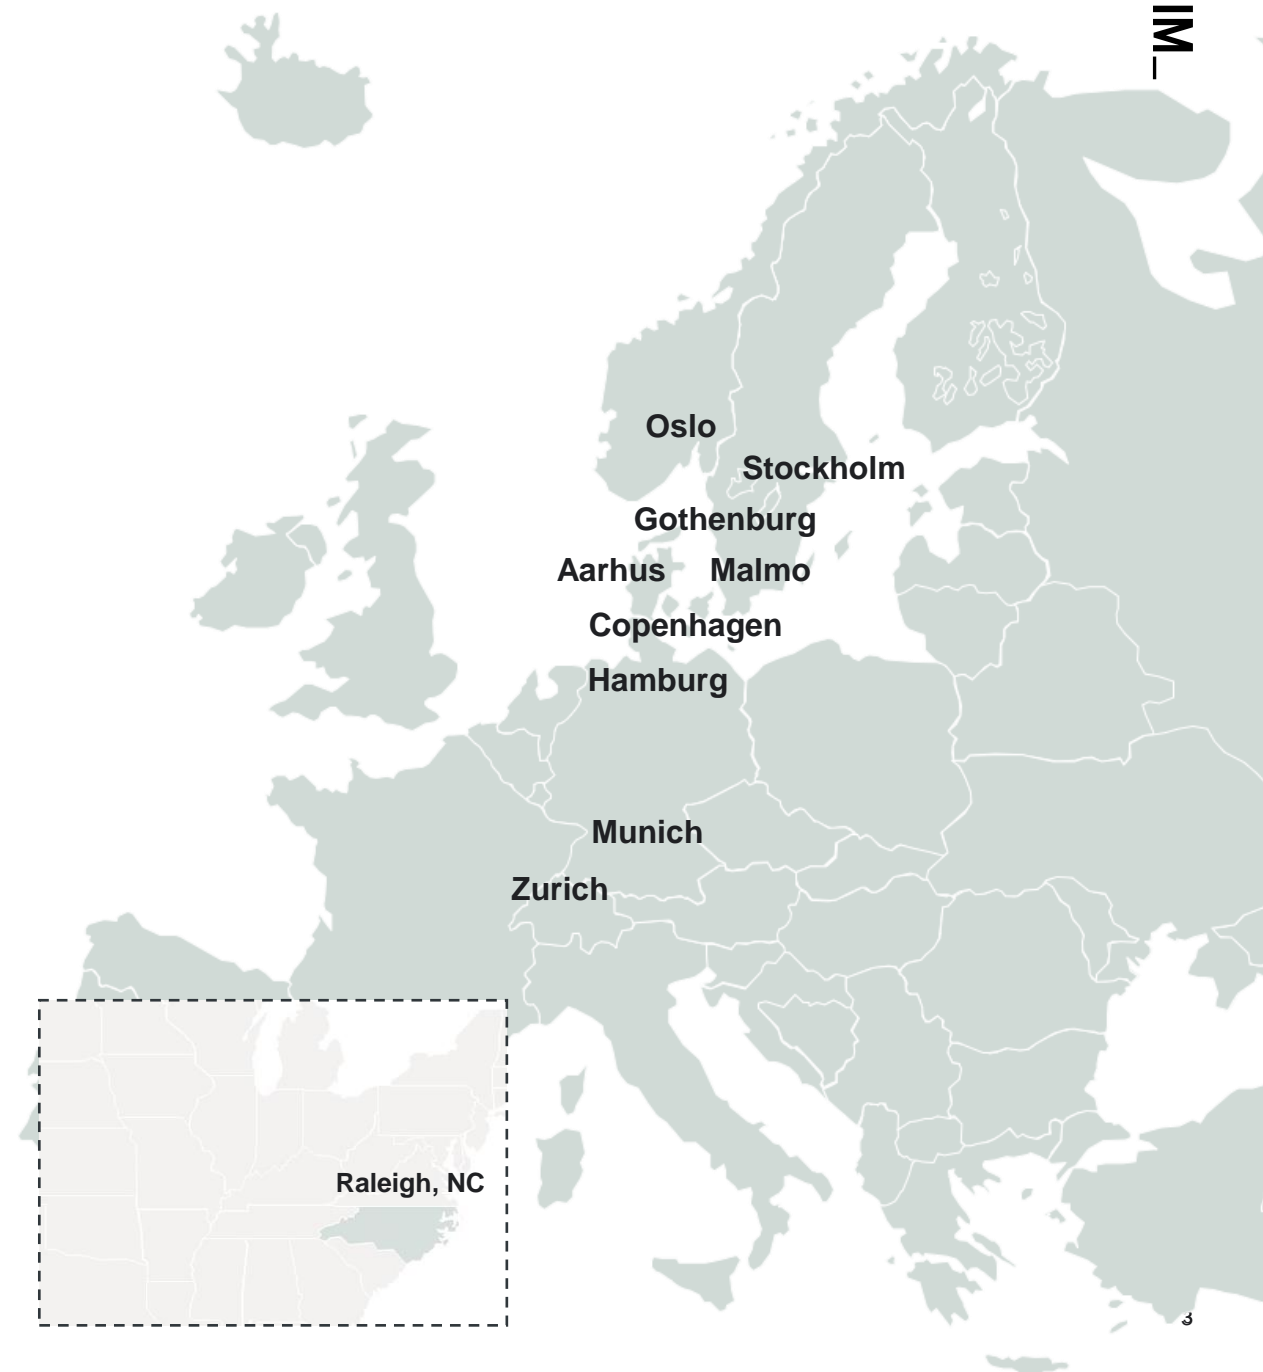 IM_
Oslo
Stockholm
Gothenburg
Aarhus
Malmo
Copenhagen
Hamburg
Munich
Zurich
Raleigh, NC
3